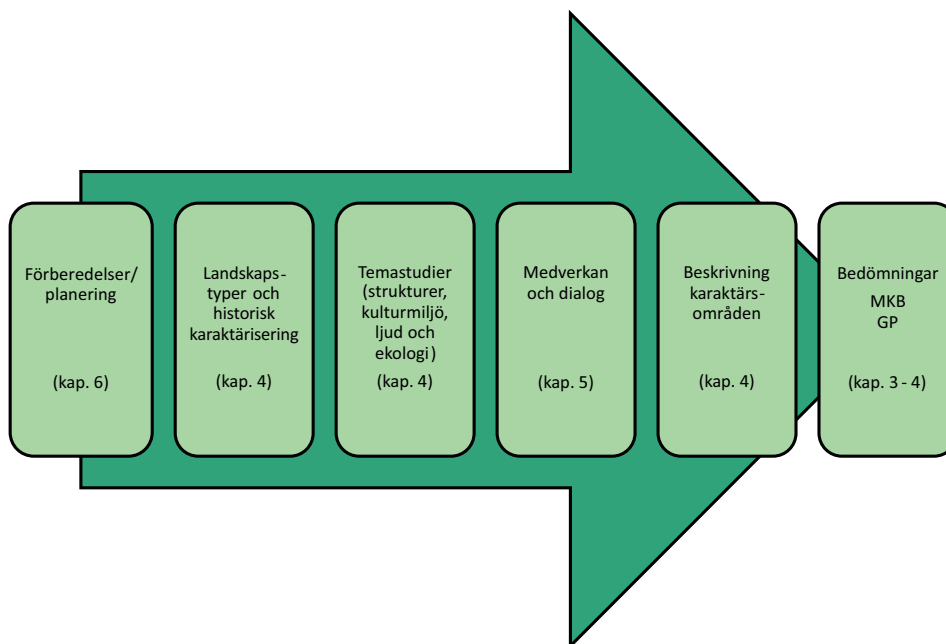 Förberedelser/
planering
(kap. 6)
Landskaps-
typer och
historisk
karaktärisering
(kap. 4)
Temastudier
(strukturer,
kulturmiljö,
ljud och
ekologi)
(kap. 4)
Medverkan
och dialog
(kap. 5)
Beskrivning
karaktärs-
områden
(kap. 4)
Bedömningar
MKB
GP
(kap. 3 - 4)